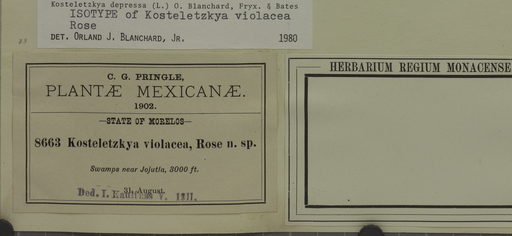 Kosteletzkya depressa (L.) O. Blanchard, Fryx. & Bates
ISOTYPE of Kosteletzkya violacea
Rose
DET. ORLAND J. BLANCHARD, JR. 1980
C. G. PRINGLE,
PLANTÆ MEXICANÆ.
1902.
—STATE OF MORELOS—
8663 Kosteletzkya violacea, Rose n. sp.
Swamps near Jojutla, 3000 ft.
31 August.
Ded. I.
HERBARIUM REGIUM MONACENSE